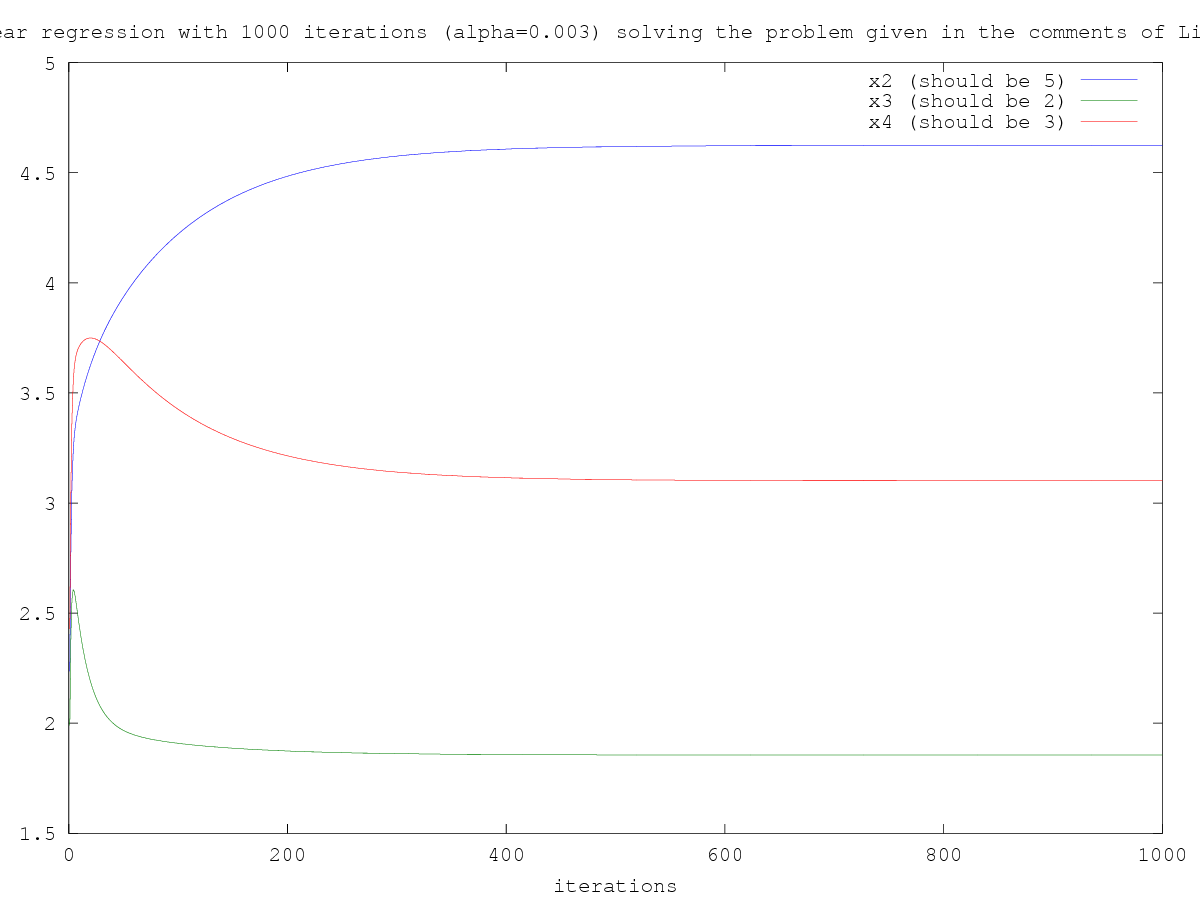 ear regression with 1000 iterations (alpha=0.003) solving the problem given in the comments of Li
5
x2 (should be 5)
x3 (should be 2)
x4 (should be 3)
4.5
4
3.5
3
2.5
2
1.5
0 200 400 600 800 1000
iterations